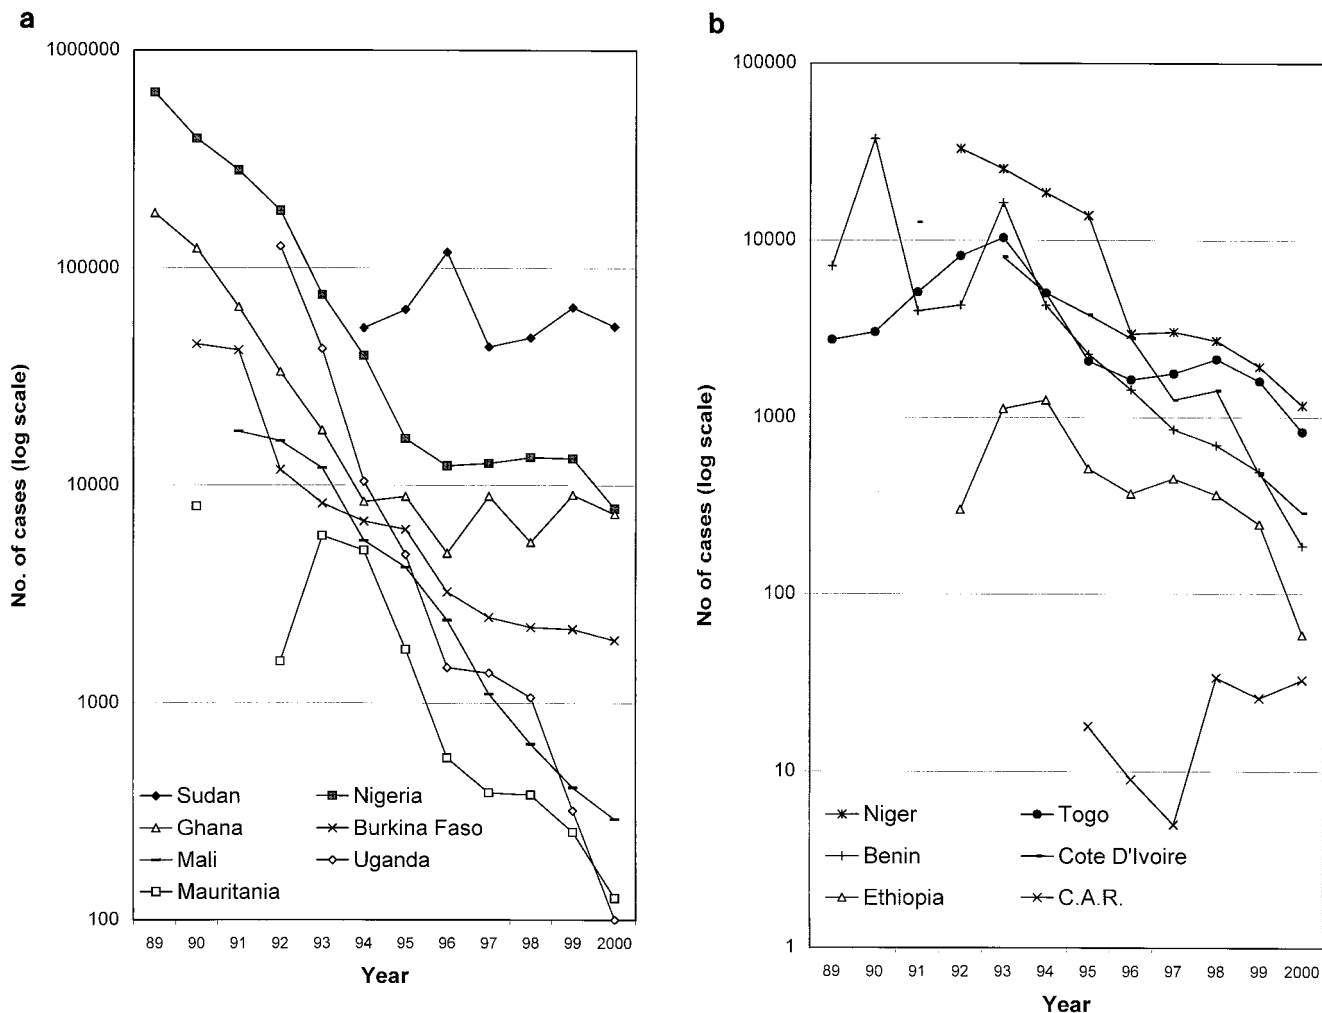 a
1000000
100000
10000
1000
100
No. of cases (log scale)
Sudan
Nigeria
Ghana
Burkina Faso
Mali
Uganda
Mauritania
89 90 91 92 93 94 95 96 97 98 99 2000
Year
b
100000
10000
1000
100
10
1
No of cases (log scale)
Niger
Togo
Benin
Cote D'Ivoire
Ethiopia
C.A.R.
89 90 91 92 93 94 95 96 97 98 99 2000
Year